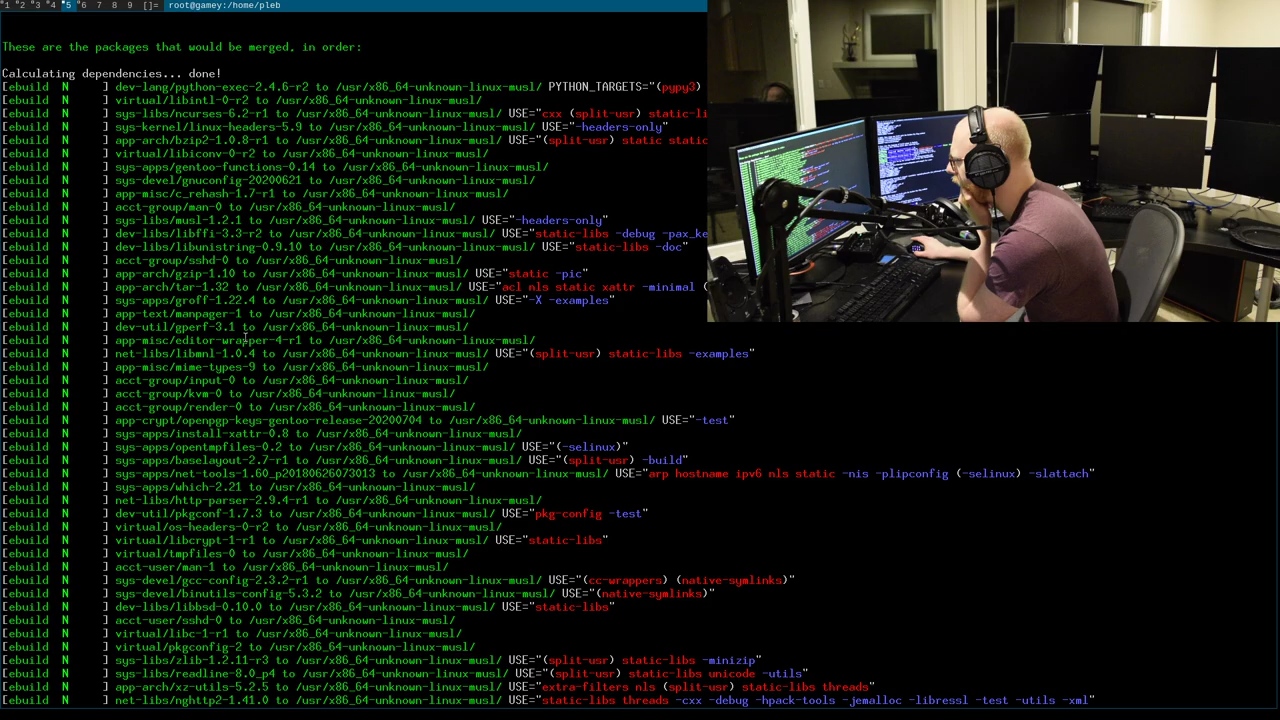 °1 °2 °3 °4 °5 °6 7 8 9 []= root@gamey:/home/pleb
These are the packages that would be merged, in order:
Calculating dependencies... done!
[ebuild N ] dev-lang/python-exec-2.4.6-r2 to /usr/x86_64-unknown-linux-musl/ PYTHON_TARGETS="(pypy3)
[ebuild N ] virtual/libintl-0-r2 to /usr/x86_64-unknown-linux-musl/
[ebuild N ] sys-libs/ncurses-6.2-r1 to /usr/x86_64-unknown-linux-musl/ USE="cxx (split-usr) static-li
[ebuild N ] sys-kernel/linux-headers-5.9 to /usr/x86_64-unknown-linux-musl/ USE="-headers-only"
[ebuild N ] app-arch/bzip2-1.0.8-r1 to /usr/x86_64-unknown-linux-musl/ USE="(split-usr) static static
[ebuild N ] virtual/libiconv-0-r2 to /usr/x86_64-unknown-linux-musl/
[ebuild N ] sys-apps/gentoo-functions-0.14 to /usr/x86_64-unknown-linux-musl/
[ebuild N ] sys-devel/gnuconfig-20200621 to /usr/x86_64-unknown-linux-musl/
[ebuild N ] app-misc/c_rehash-1.7-r1 to /usr/x86_64-unknown-linux-musl/
[ebuild N ] acct-group/man-0 to /usr/x86_64-unknown-linux-musl/
[ebuild N ] sys-libs/musl-1.2.1 to /usr/x86_64-unknown-linux-musl/ USE="-headers-only"
[ebuild N ] dev-libs/libffi-3.3-r2 to /usr/x86_64-unknown-linux-musl/ USE="static-libs -debug -pax_ke
[ebuild N ] dev-libs/libunistring-0.9.10 to /usr/x86_64-unknown-linux-musl/ USE="static-libs -doc"
[ebuild N ] acct-group/sshd-0 to /usr/x86_64-unknown-linux-musl/
[ebuild N ] app-arch/gzip-1.10 to /usr/x86_64-unknown-linux-musl/ USE="static -pic"
[ebuild N ] app-arch/tar-1.32 to /usr/x86_64-unknown-linux-musl/ USE="acl nls static xattr -minimal (
[ebuild N ] sys-apps/groff-1.22.4 to /usr/x86_64-unknown-linux-musl/ USE="-X -examples"
[ebuild N ] app-text/manpager-1 to /usr/x86_64-unknown-linux-musl/
[ebuild N ] dev-util/gperf-3.1 to /usr/x86_64-unknown-linux-musl/
[ebuild N ] app-misc/editor-wrapper-4-r1 to /usr/x86_64-unknown-linux-musl/
[ebuild N ] net-libs/libmnl-1.0.4 to /usr/x86_64-unknown-linux-musl/ USE="(split-usr) static-libs -examples"
[ebuild N ] app-misc/mime-types-9 to /usr/x86_64-unknown-linux-musl/
[ebuild N ] acct-group/input-0 to /usr/x86_64-unknown-linux-musl/
[ebuild N ] acct-group/kvm-0 to /usr/x86_64-unknown-linux-musl/
[ebuild N ] acct-group/render-0 to /usr/x86_64-unknown-linux-musl/
[ebuild N ] app-crypt/openpgp-keys-gentoo-release-20200704 to /usr/x86_64-unknown-linux-musl/ USE="-test"
[ebuild N ] sys-apps/install-xattr-0.8 to /usr/x86_64-unknown-linux-musl/
[ebuild N ] sys-apps/opentmpfiles-0.2 to /usr/x86_64-unknown-linux-musl/ USE="(-selinux)"
[ebuild N ] sys-apps/baselayout-2.7-r1 to /usr/x86_64-unknown-linux-musl/ USE="(split-usr) -build"
[ebuild N ] sys-apps/net-tools-1.60_p20180626073013 to /usr/x86_64-unknown-linux-musl/ USE="arp hostname ipv6 nls static -nis -plipconfig (-selinux) -slattach"
[ebuild N ] sys-apps/which-2.21 to /usr/x86_64-unknown-linux-musl/
[ebuild N ] net-libs/http-parser-2.9.4-r1 to /usr/x86_64-unknown-linux-musl/
[ebuild N ] dev-util/pkgconf-1.7.3 to /usr/x86_64-unknown-linux-musl/ USE="pkg-config -test"
[ebuild N ] virtual/os-headers-0-r2 to /usr/x86_64-unknown-linux-musl/
[ebuild N ] virtual/libcrypt-1-r1 to /usr/x86_64-unknown-linux-musl/ USE="static-libs"
[ebuild N ] virtual/tmpfiles-0 to /usr/x86_64-unknown-linux-musl/
[ebuild N ] acct-user/man-1 to /usr/x86_64-unknown-linux-musl/
[ebuild N ] sys-devel/gcc-config-2.3.2-r1 to /usr/x86_64-unknown-linux-musl/ USE="(cc-wrappers) (native-symlinks)"
[ebuild N ] sys-devel/binutils-config-5.3.2 to /usr/x86_64-unknown-linux-musl/ USE="(native-symlinks)"
[ebuild N ] dev-libs/libbsd-0.10.0 to /usr/x86_64-unknown-linux-musl/ USE="static-libs"
[ebuild N ] acct-user/sshd-0 to /usr/x86_64-unknown-linux-musl/
[ebuild N ] virtual/libc-1-r1 to /usr/x86_64-unknown-linux-musl/
[ebuild N ] virtual/pkgconfig-2 to /usr/x86_64-unknown-linux-musl/
[ebuild N ] sys-libs/zlib-1.2.11-r3 to /usr/x86_64-unknown-linux-musl/ USE="(split-usr) static-libs -minizip"
[ebuild N ] sys-libs/readline-8.0_p4 to /usr/x86_64-unknown-linux-musl/ USE="(split-usr) static-libs unicode -utils"
[ebuild N ] app-arch/xz-utils-5.2.5 to /usr/x86_64-unknown-linux-musl/ USE="extra-filters nls (split-usr) static-libs threads"
[ebuild N ] net-libs/nghttp2-1.41.0 to /usr/x86_64-unknown-linux-musl/ USE="static-libs threads -cxx -debug -hpack-tools -jemalloc -libressl -test -utils -xml"